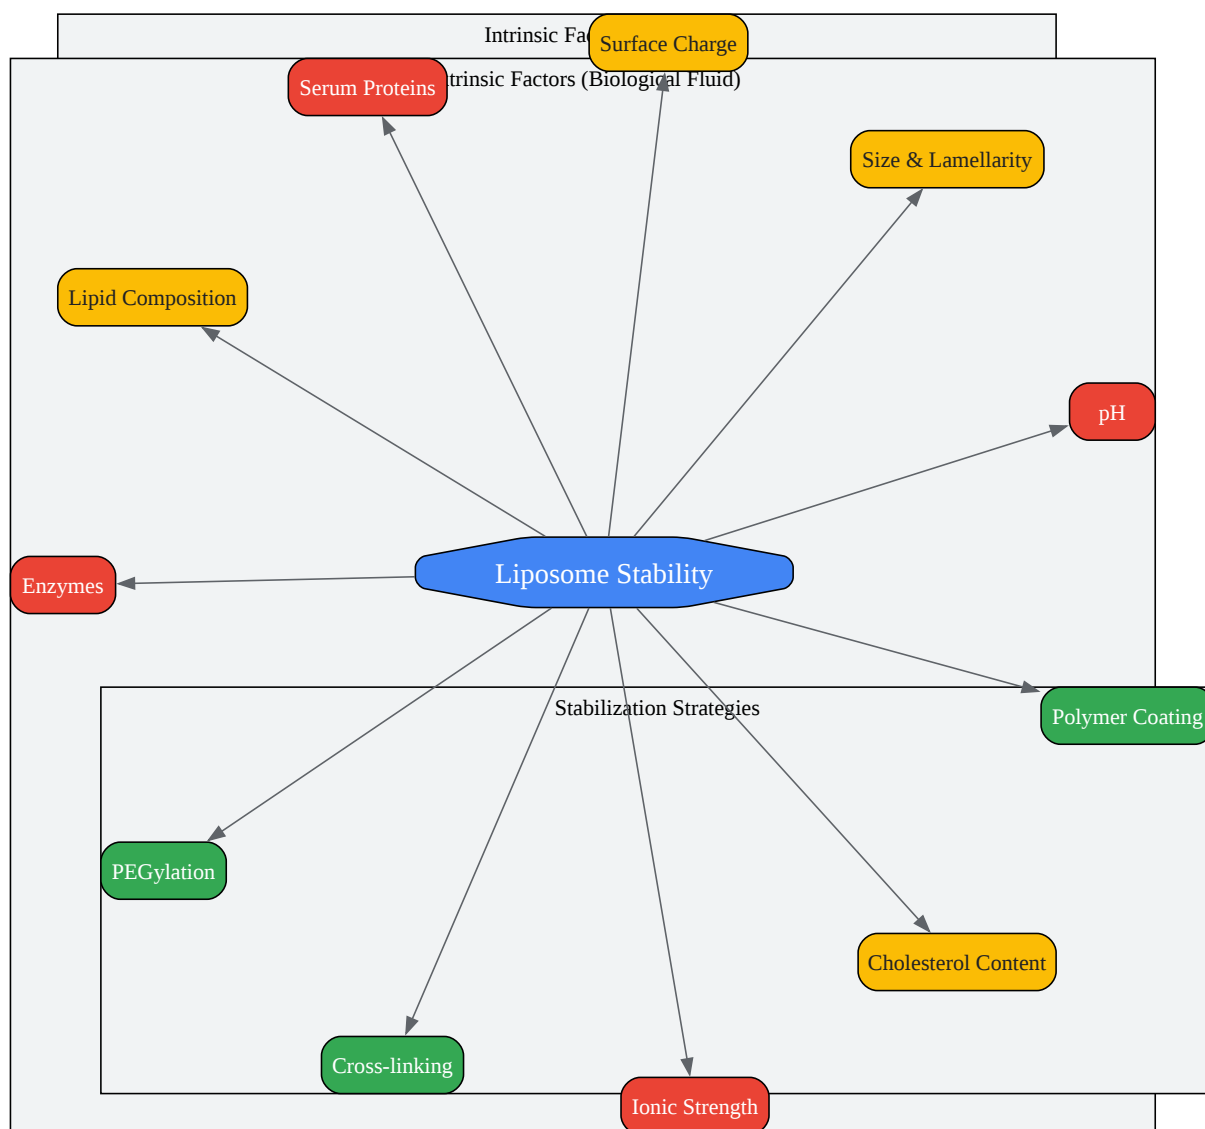 Intrinsic Fac
Surface Charge
Serum Proteins
trinsic Factors (Biological Fluid)
Size & Lamellarity
Lipid Composition
pH
Liposome Stability
Enzymes
Stabilization Strategies
Polymer Coating
PEGylation
Cholesterol Content
Cross-linking
Ionic Strength